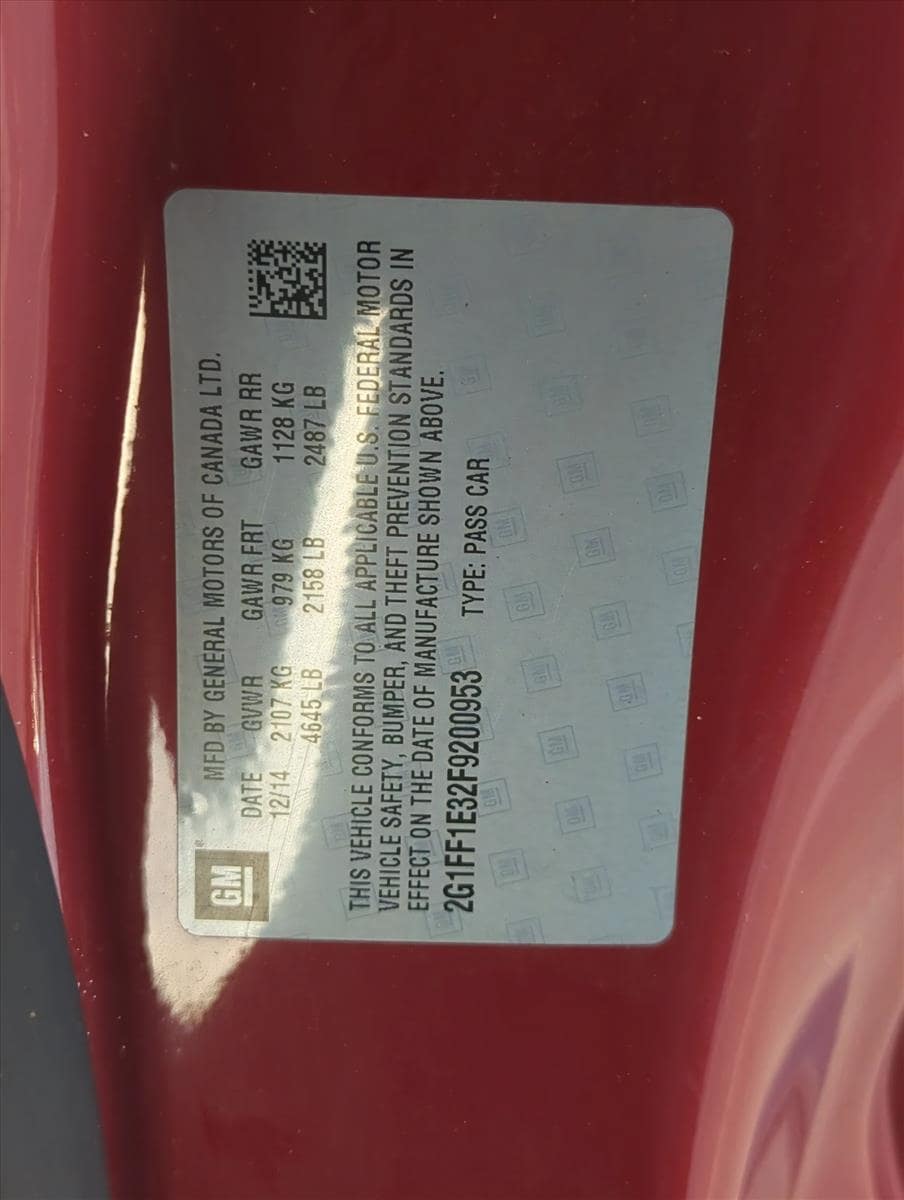 GM
MFD BY GENERAL MOTORS OF CANADA LTD.
DATE GVWR GAWR FRT GAWR RR
12/14 2107 KG 979 KG 1128 KG
4645 LB 2158 LB 2487 LB
THIS VEHICLE CONFORMS TO ALL APPLICABLE U.S. FEDERAL MOTOR
VEHICLE SAFETY, BUMPER, AND THEFT PREVENTION STANDARDS IN
EFFECT ON THE DATE OF MANUFACTURE SHOWN ABOVE.
2G1FF1E32F9200953 TYPE: PASS CAR